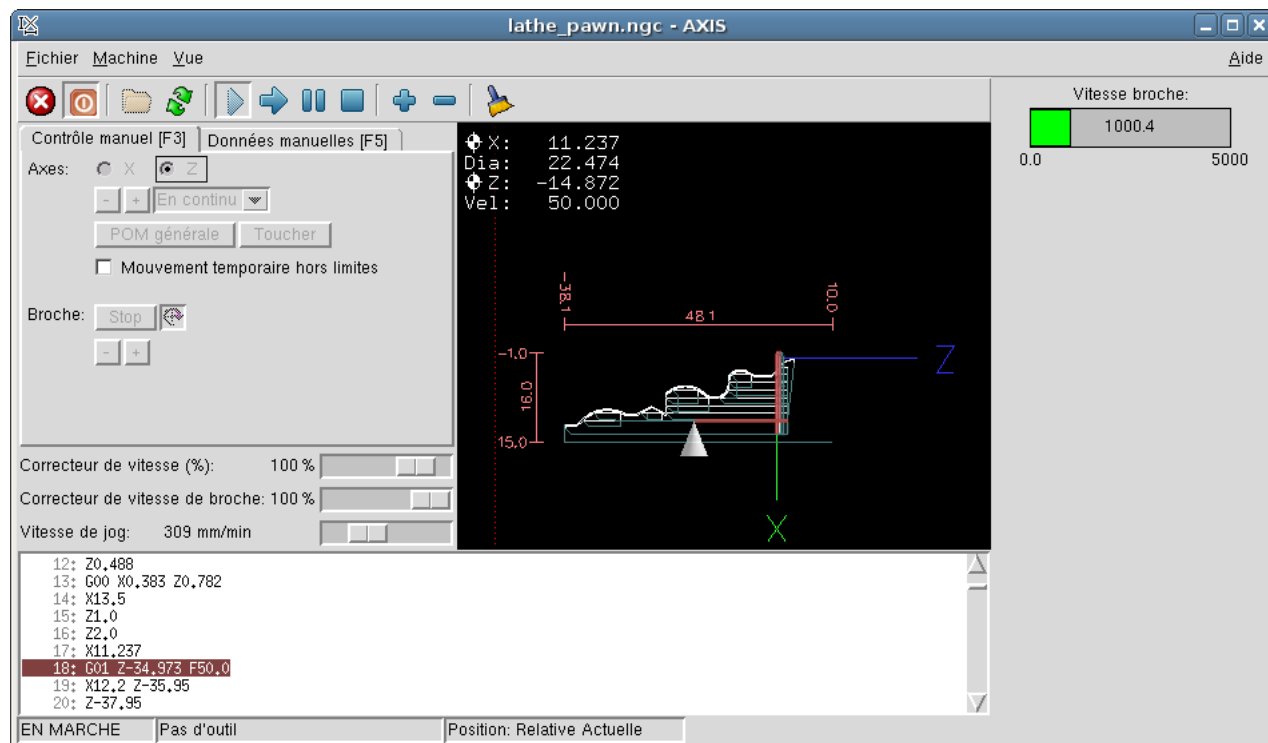 lathe_pawn.ngc - AXIS
Fichier Machine Vue Aide
Contrôle manuel [F3] Données manuelles [F5]
Axes: X Z
- + En continu
POM générale Toucher
Mouvement temporaire hors limites
Broche: Stop
- +
Correcteur de vitesse (%): 100 %
Correcteur de vitesse de broche: 100 %
Vitesse de jog: 309 mm/min
X: 11.237
Dia: 22.474
Z: -14.872
Vel: 50.000
-38.1
10.0
48.1
-1.0
16.0
15.0
Z
X
Vitesse broche:
1000.4
0.0 5000
12: Z0.488
13: G00 X0.383 Z0.782
14: X13.5
15: Z1.0
16: Z2.0
17: X11.237
18: G01 Z-34.973 F50.0
19: X12.2 Z-35.95
20: Z-37.95
EN MARCHE Pas d'outil Position: Relative Actuelle